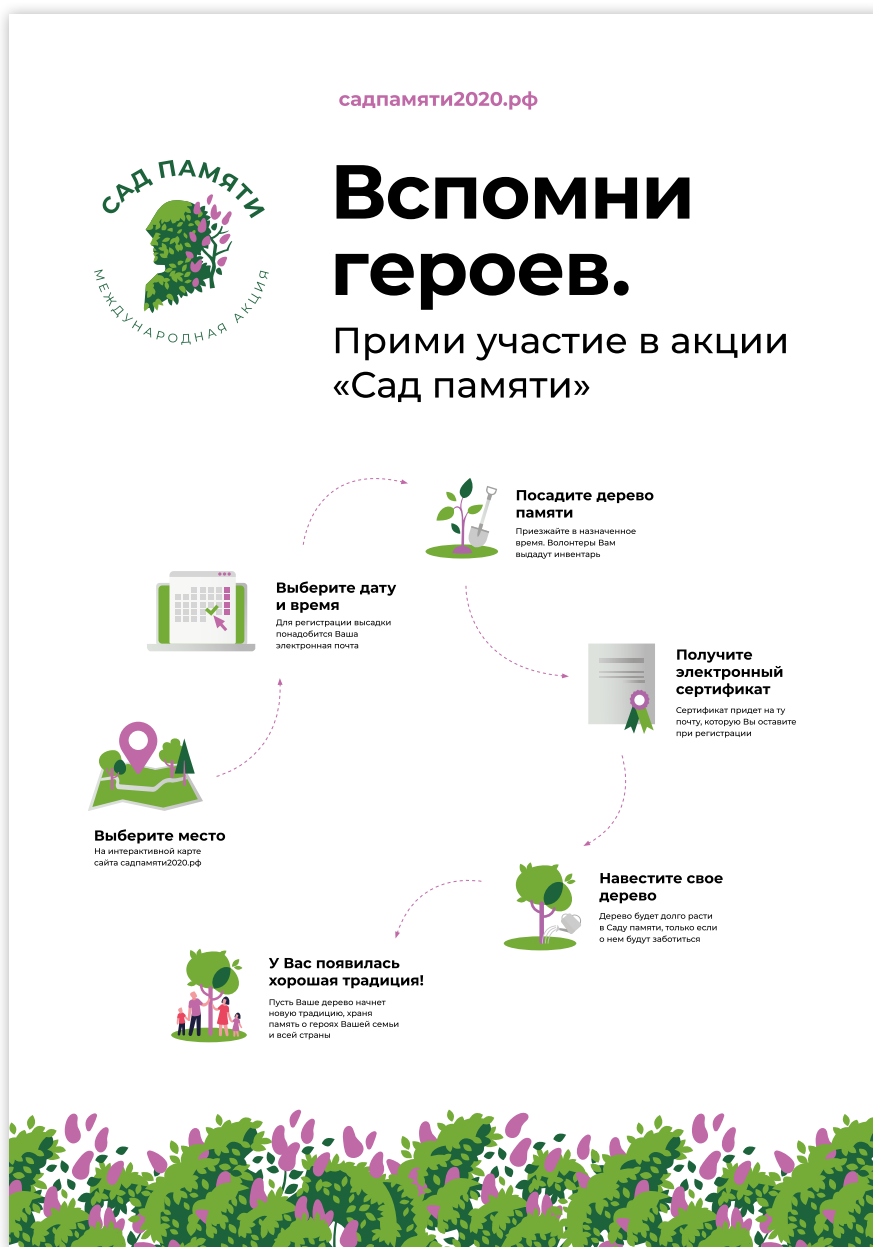 садпамяти2020.рф
САД ПАМЯТИ
МЕЖДУНАРОДНАЯ АКЦИЯ
Вспомни
героев.
Прими участие в акции
«Сад памяти»
Выберите место
На интерактивной карте
сайта садпамяти2020.рф
Выберите дату
и время
Для регистрации высадки
понадобится Ваша
электронная почта
Посадите дерево
памяти
Приезжайте в назначенное
время. Волонтеры Вам
выдадут инвентарь
Получите
электронный
сертификат
Сертификат придет на ту
почту, которую Вы оставите
при регистрации
Навестите свое
дерево
Дерево будет долго расти
в Саду памяти, только если
о нем будут заботиться
У Вас появилась
хорошая традиция!
Пусть Ваше дерево начнет
новую традицию, храня
память о героях Вашей семьи
и всей страны